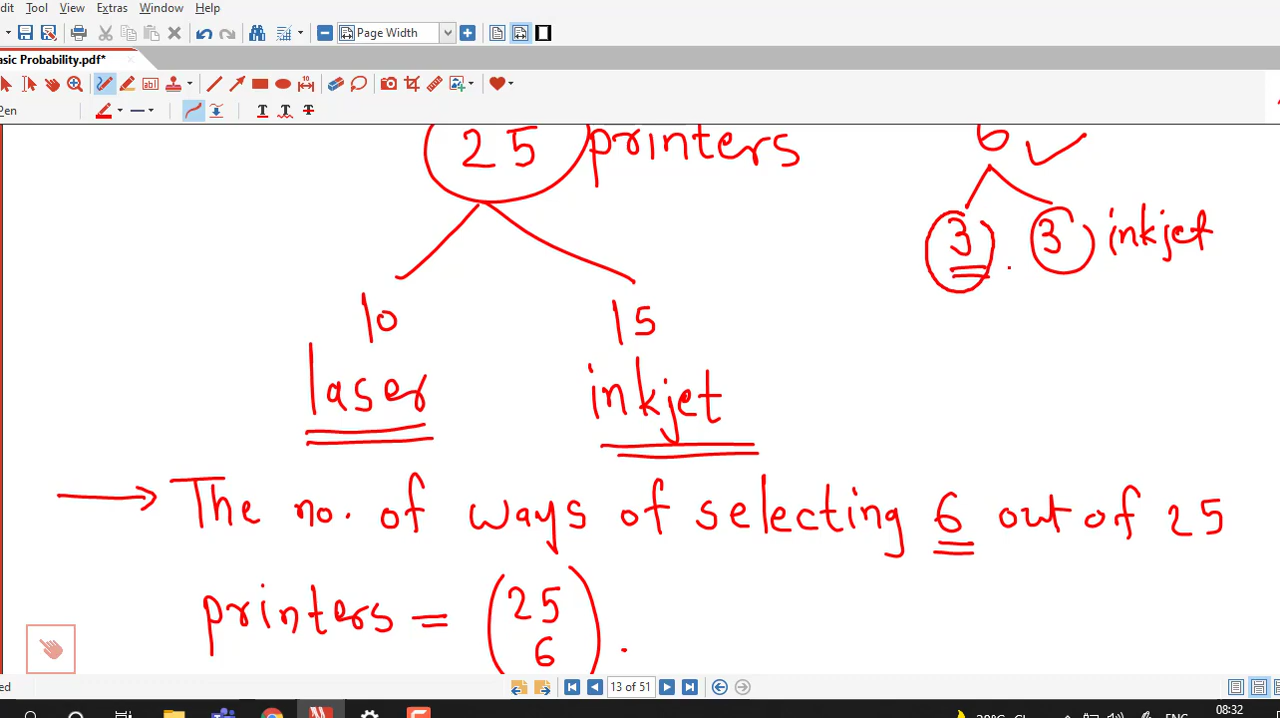 dit Tool View Extras Window Help
Page Width
asic Probability.pdf*
Pen
25 printers
6
3 . 3 inkjet
10 15
laser inkjet
The no. of ways of selecting 6 out of 25
printers = (25
6) .
13 of 51
08:32
ENG